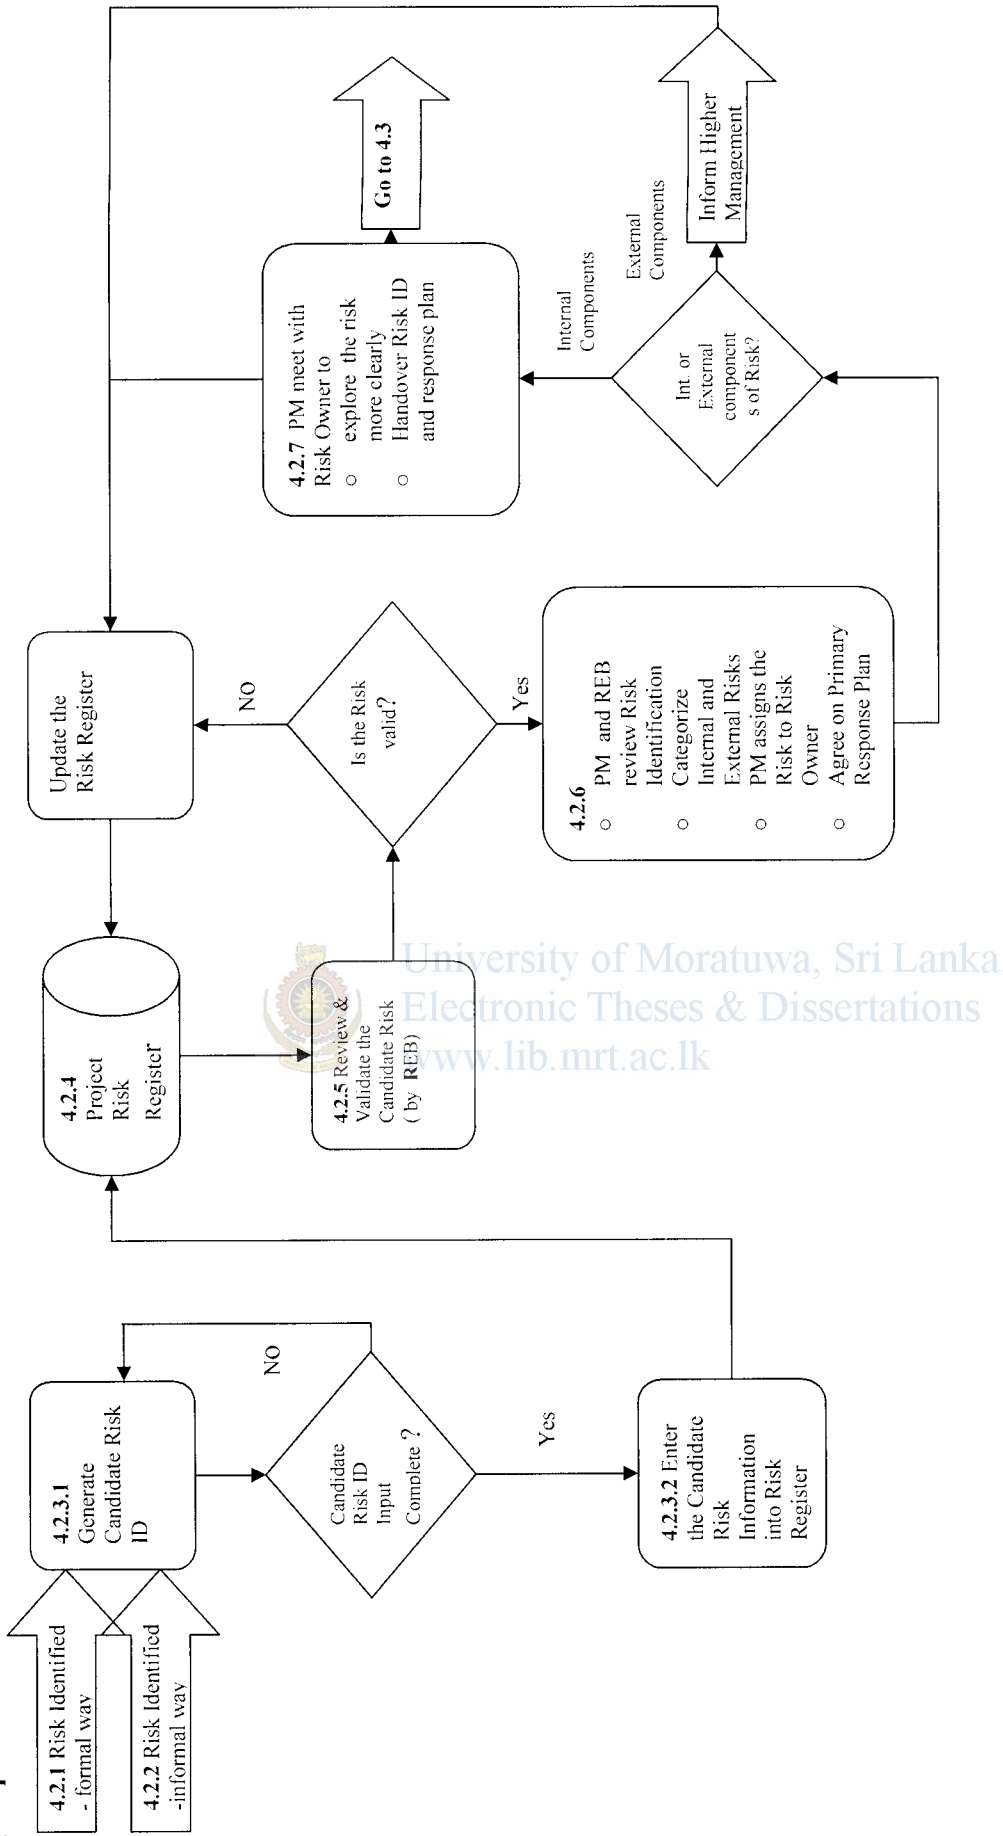 4.2.1 Risk Identified
- formal way
4.2.2 Risk Identified
-informal way
4.2.3.1
Generate
Candidate Risk
ID
NO
Candidate
Risk ID
Input
Complete ?
Yes
4.2.3.2 Enter
the Candidate
Risk
Information
into Risk
Register
4.2.4
Project
Risk
Register
4.2.5 Review &
Validate the
Candidate Risk
( by REB)
Update the
Risk Register
NO
Is the Risk
valid?
Yes
4.2.6
○ PM and REB
review Risk
Identification
○ Categorize
Internal and
External Risks
○ PM assigns the
Risk to Risk
Owner
○ Agree on Primary
Response Plan
4.2.7 PM meet with
Risk Owner to
○ explore the risk
more clearly
○ Handover Risk ID
and response plan
Go to 4.3
Internal
Components
External
Components
Int. or
External
component
s of Risk?
Inform Higher
Management
University of Moratuwa, Sri Lanka
Electronic Theses & Dissertations
www.lib.mrt.ac.lk